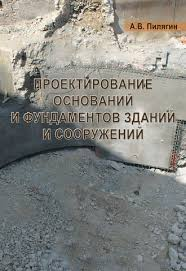 А.В. Пилягин
ПРОЕКТИРОВАНИЕ
ОСНОВАНИЙ
И ФУНДАМЕНТОВ ЗДАНИЙ
И СООРУЖЕНИЙ